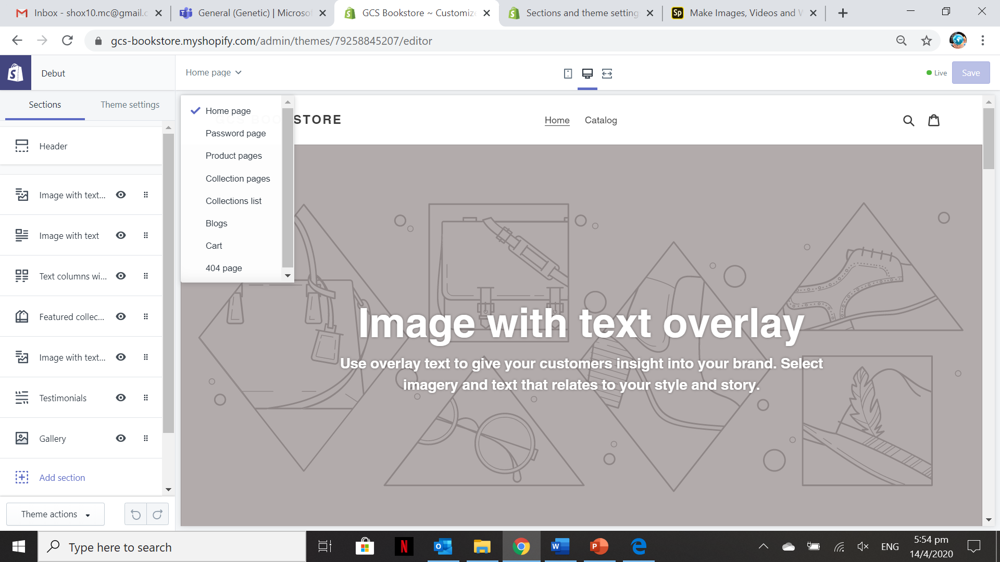 Inbox - shox10.mc@gmail.c
General (Genetic) | Microso
GCS Bookstore ~ Customize
Sections and theme setting
Make Images, Videos and W
gcs-bookstore.myshopify.com/admin/themes/79258845207/editor
Debut
Home page
Live
Save
Sections
Theme settings
Header
Image with text...
Image with text
Text columns wi...
Featured collec...
Image with text...
Testimonials
Gallery
Add section
Theme actions
Home page
Password page
Product pages
Collection pages
Collections list
Blogs
Cart
404 page
GCS BOOKSTORE
Home
Catalog
Image with text overlay
Use overlay text to give your customers insight into your brand. Select
imagery and text that relates to your style and story.
Type here to search
ENG
5:54 pm
14/4/2020